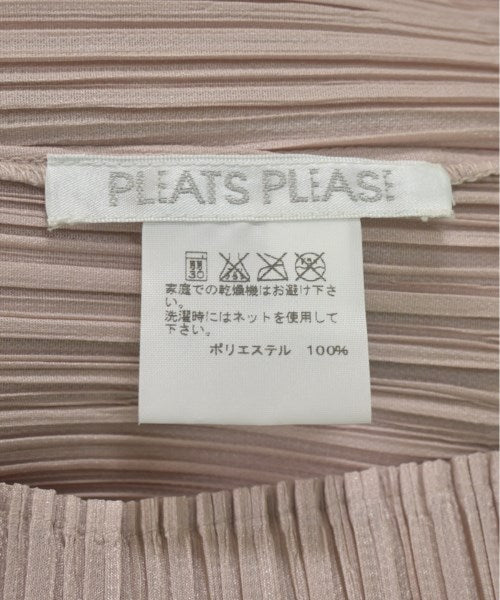 PLEATS PLEASE
30
家庭での乾燥機はお避け下さ
い。
洗濯時にはネットを使用して
下さい。
ポリエステル 100%